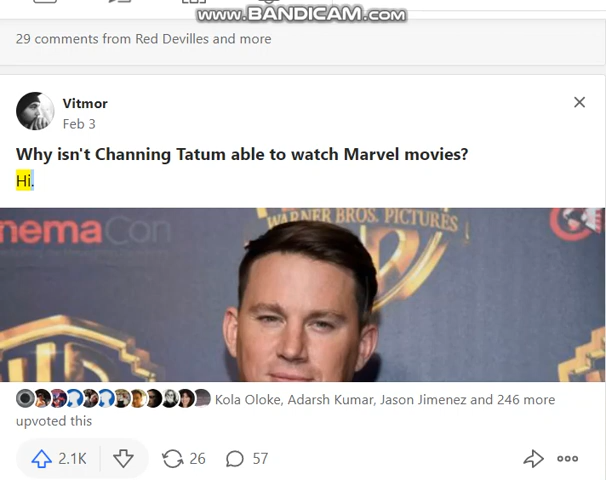 www.BANDICAM.com
29 comments from Red Devilles and more
Vitmor
Feb 3
Why isn't Channing Tatum able to watch Marvel movies?
Hi.
WARNER BROS. PICTURES
nemaCon
C
Kola Oloke, Adarsh Kumar, Jason Jimenez and 246 more
upvoted this
2.1K
26
57